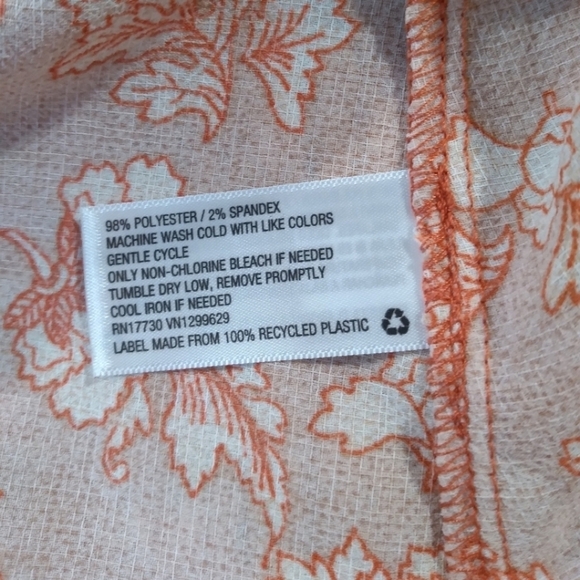 98% POLYESTER / 2% SPANDEX
MACHINE WASH COLD WITH LIKE COLORS
GENTLE CYCLE
ONLY NON-CHLORINE BLEACH IF NEEDED
TUMBLE DRY LOW, REMOVE PROMPTLY
COOL IRON IF NEEDED
RN17730 VN1299629
LABEL MADE FROM 100% RECYCLED PLASTIC